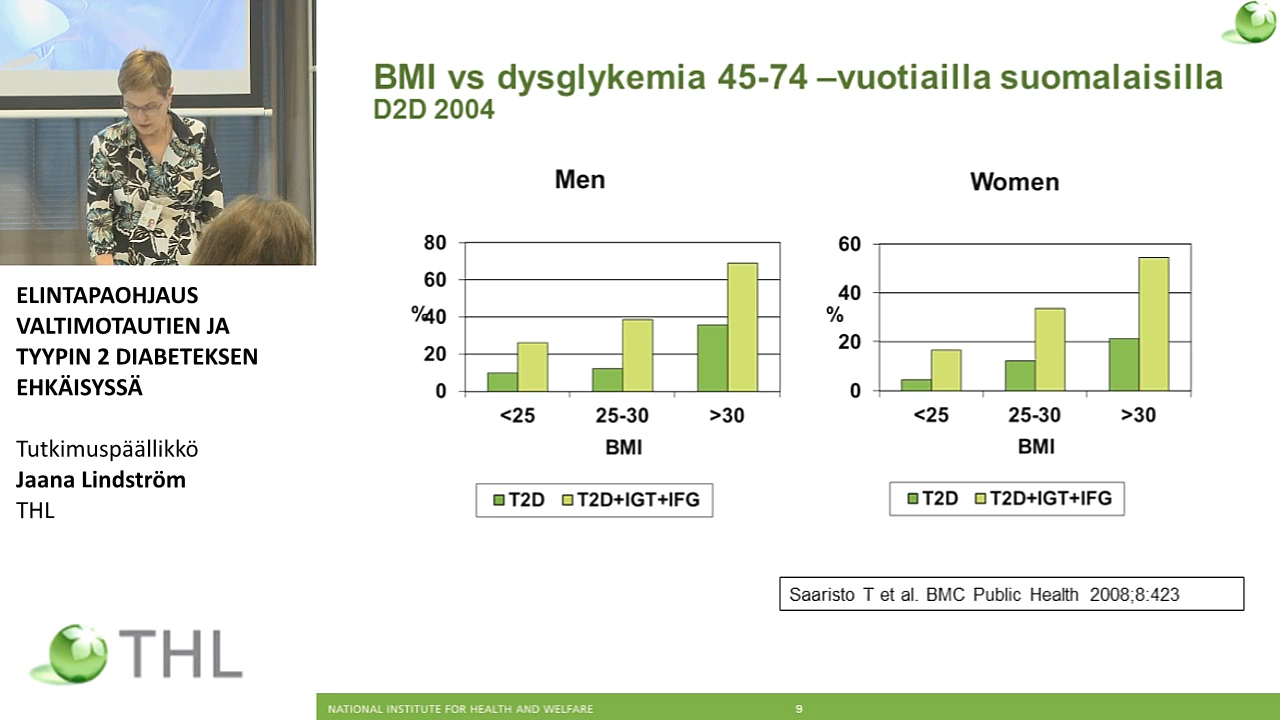 ELINTAPAOHJAUS
VALTIMOTAUTIEN JA
TYYPIN 2 DIABETEKSEN
EHKÄISYSSÄ
Tutkimuspäällikkö
Jaana Lindström
THL
THL
BMI vs dysglykemia 45-74 –vuotiailla suomalaisilla
D2D 2004
Men
80
60
%
40
20
0
<25 25-30 >30
BMI
T2D T2D+IGT+IFG
Women
60
40
%
20
0
<25 25-30 >30
BMI
T2D T2D+IGT+IFG
Saaristo T et al. BMC Public Health 2008;8:423
NATIONAL INSTITUTE FOR HEALTH AND WELFARE 9